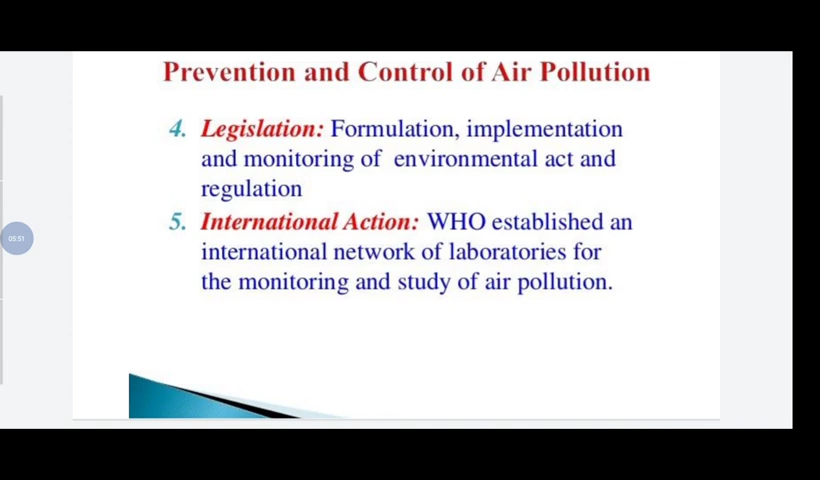 Prevention and Control of Air Pollution
4. Legislation: Formulation, implementation
and monitoring of environmental act and
regulation
5. International Action: WHO established an
international network of laboratories for
the monitoring and study of air pollution.
05:51